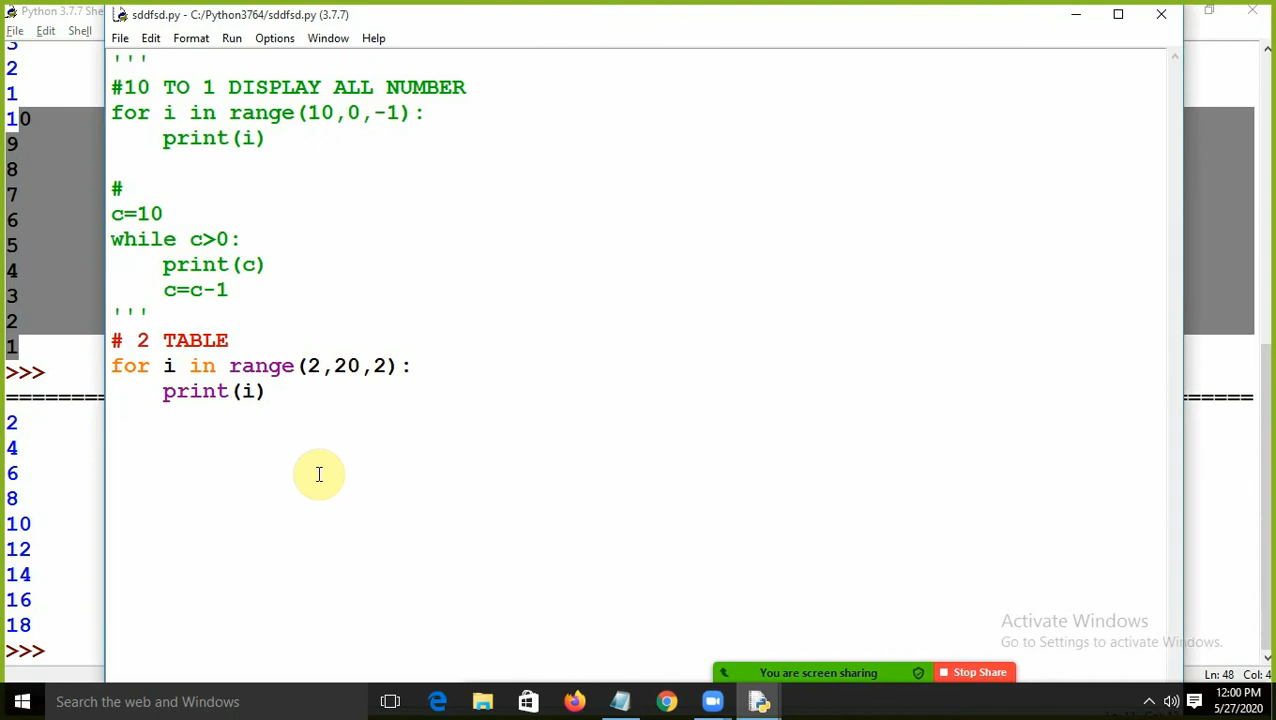 Python 3.7.7 She
File Edit Shell
3
2
1
10
9
8
7
6
5
4
3
2
1
>>>
2
4
6
8
10
12
14
16
18
>>>
sddfsd.py - C:/Python3764/sddfsd.py (3.7.7)
File Edit Format Run Options Window Help
'''
#10 TO 1 DISPLAY ALL NUMBER
for i in range(10,0,-1):
    print(i)
#
c=10
while c>0:
    print(c)
    c=c-1
'''
# 2 TABLE
for i in range(2,20,2):
    print(i)
Activate Windows
Go to Settings to activate Windows.
You are screen sharing
Stop Share
Ln: 48 Col: 4
Search the web and Windows
12:00 PM
5/27/2020